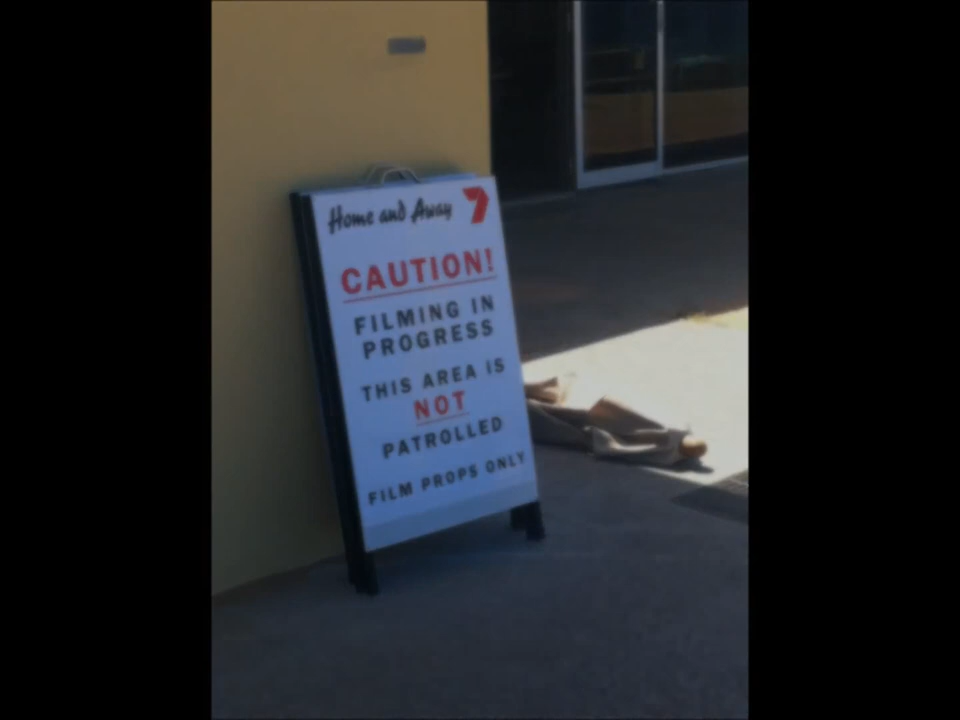 Home and Away 7
CAUTION!
FILMING IN
PROGRESS
THIS AREA IS
NOT
PATROLLED
FILM PROPS ONLY